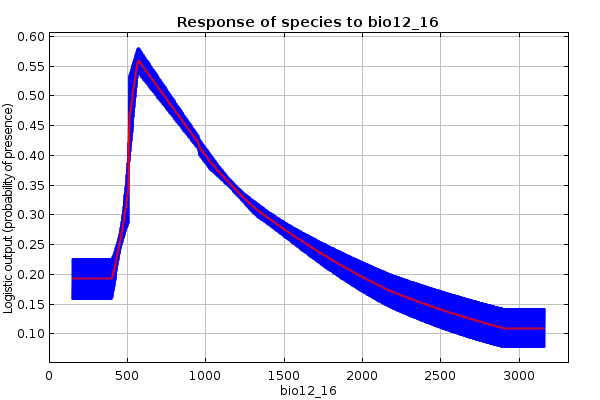 Response of species to bio12_16
Logistic output (probability of presence)
0.60
0.55
0.50
0.45
0.40
0.35
0.30
0.25
0.20
0.15
0.10
0 500 1000 1500 2000 2500 3000
bio12_16